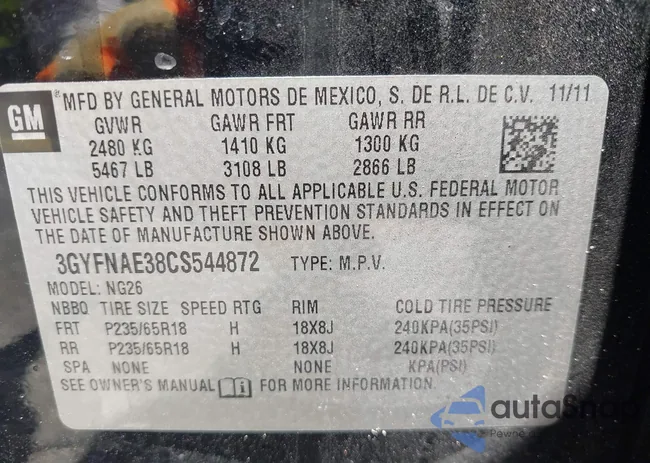 GM
MFD BY GENERAL MOTORS DE MEXICO, S. DE R.L. DE C.V. 11/11
GVWR GAWR FRT GAWR RR
2480 KG 1410 KG 1300 KG
5467 LB 3108 LB 2866 LB
THIS VEHICLE CONFORMS TO ALL APPLICABLE U.S. FEDERAL MOTOR
VEHICLE SAFETY AND THEFT PREVENTION STANDARDS IN EFFECT ON
THE DATE OF MANUFACTURE SHOWN ABOVE.
3GYFNAE38CS544872 TYPE: M.P.V.
MODEL: NG26
NBBQ TIRE SIZE SPEED RTG RIM COLD TIRE PRESSURE
FRT P235/65R18 H 18X8J 240KPA(35PSI)
RR P235/65R18 H 18X8J 240KPA(35PSI)
SPA NONE NONE KPA(PSI)
SEE OWNER'S MANUAL FOR MORE INFORMATION.
autoSnap